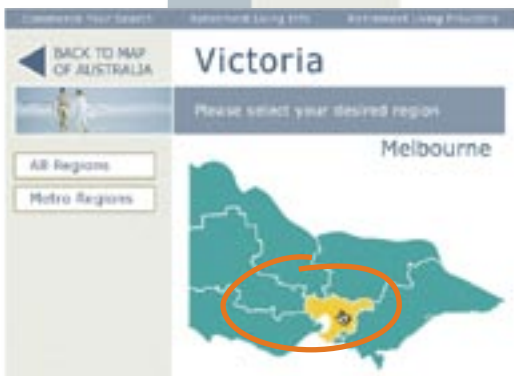 Commence Your Search Retirement Living Info Retirement Living Providers
BACK TO MAP
OF AUSTRALIA
Victoria
Please select your desired region
Melbourne
All Regions
Metro Regions